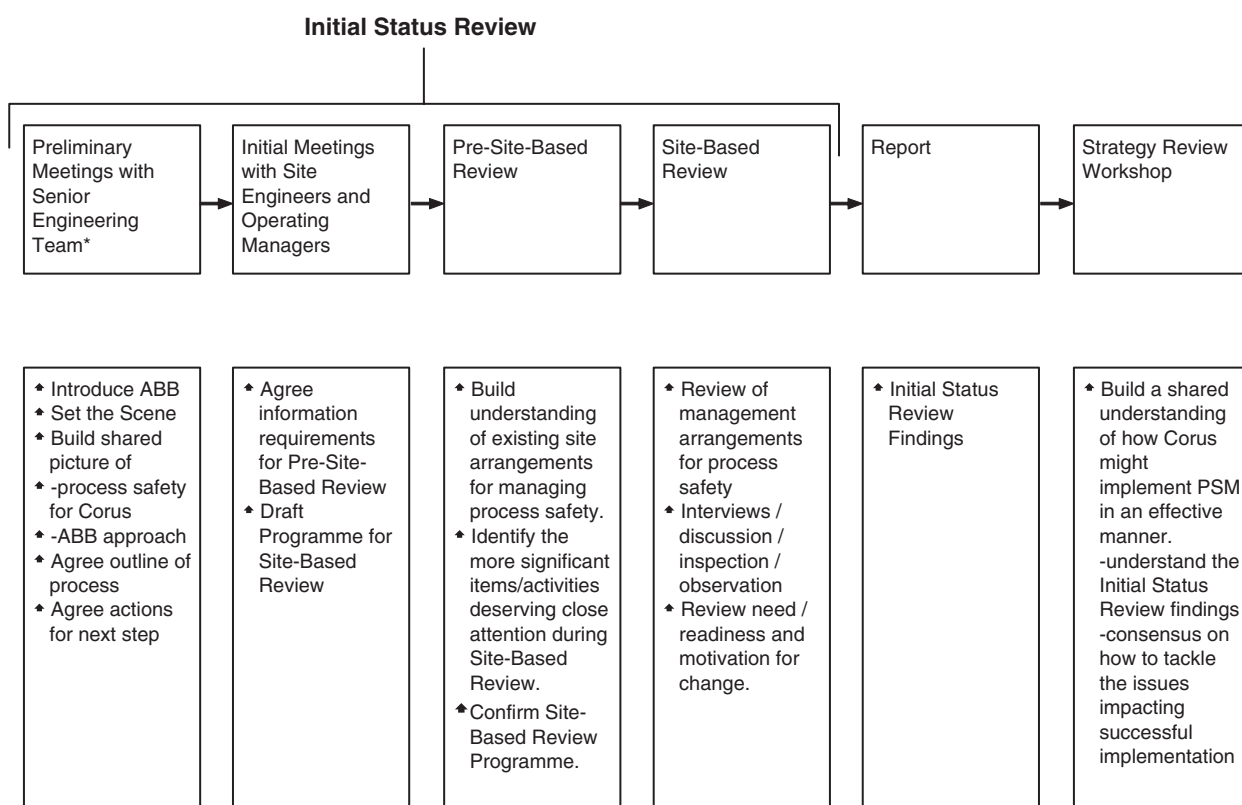 Initial Status Review
Preliminary
Meetings with
Senior
Engineering
Team*
Initial Meetings
with Site
Engineers and
Operating
Managers
Pre-Site-Based
Review
Site-Based
Review
Report
Strategy Review
Workshop
Introduce ABB
Set the Scene
Build shared
picture of
-process safety
for Corus
-ABB approach
Agree outline of
process
Agree actions
for next step
Agree
information
requirements
for Pre-Site-
Based Review
Draft
Programme for
Site-Based
Review
Build
understanding
of existing site
arrangements
for managing
process safety.
Identify the
more significant
items/activities
deserving close
attention during
Site-Based
Review.
Confirm Site-
Based Review
Programme.
Review of
management
arrangements
for process
safety
Interviews /
discussion /
inspection /
observation
Review need /
readiness and
motivation for
change.
Initial Status
Review
Findings
Build a shared
understanding
of how Corus
might
implement PSM
in an effective
manner.
-understand the
Initial Status
Review findings
-consensus on
how to tackle
the issues
impacting
successful
implementation